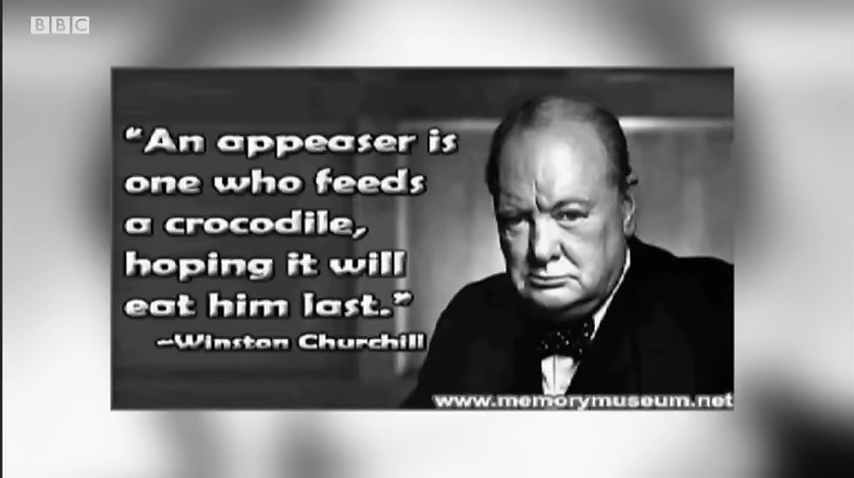 BBC
"An appeaser is
one who feeds
a crocodile,
hoping it will
eat him last."
~Winston Churchill
www.memorymuseum.net